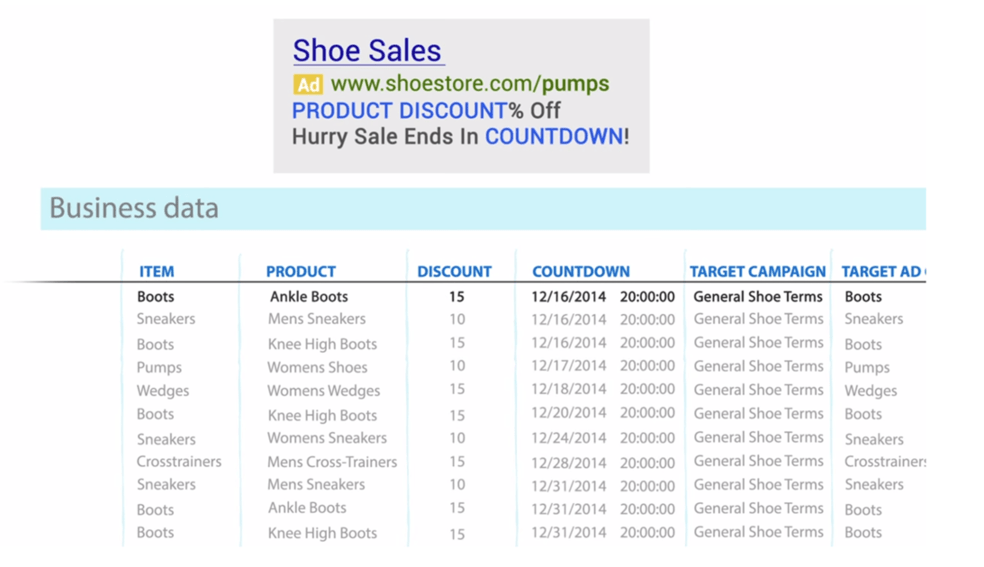 Shoe Sales
Ad www.shoestore.com/pumps
PRODUCT DISCOUNT% Off
Hurry Sale Ends In COUNTDOWN!
Business data
ITEM PRODUCT DISCOUNT COUNTDOWN TARGET CAMPAIGN TARGET AD
Boots Ankle Boots 15 12/16/2014 20:00:00 General Shoe Terms Boots
Sneakers Mens Sneakers 10 12/16/2014 20:00:00 General Shoe Terms Sneakers
Boots Knee High Boots 15 12/16/2014 20:00:00 General Shoe Terms Boots
Pumps Womens Shoes 10 12/17/2014 20:00:00 General Shoe Terms Pumps
Wedges Womens Wedges 15 12/18/2014 20:00:00 General Shoe Terms Wedges
Boots Knee High Boots 15 12/20/2014 20:00:00 General Shoe Terms Boots
Sneakers Womens Sneakers 10 12/24/2014 20:00:00 General Shoe Terms Sneakers
Crosstrainers Mens Cross-Trainers 15 12/28/2014 20:00:00 General Shoe Terms Crosstrainers
Sneakers Mens Sneakers 10 12/31/2014 20:00:00 General Shoe Terms Sneakers
Boots Ankle Boots 15 12/31/2014 20:00:00 General Shoe Terms Boots
Boots Knee High Boots 15 12/31/2014 20:00:00 General Shoe Terms Boots